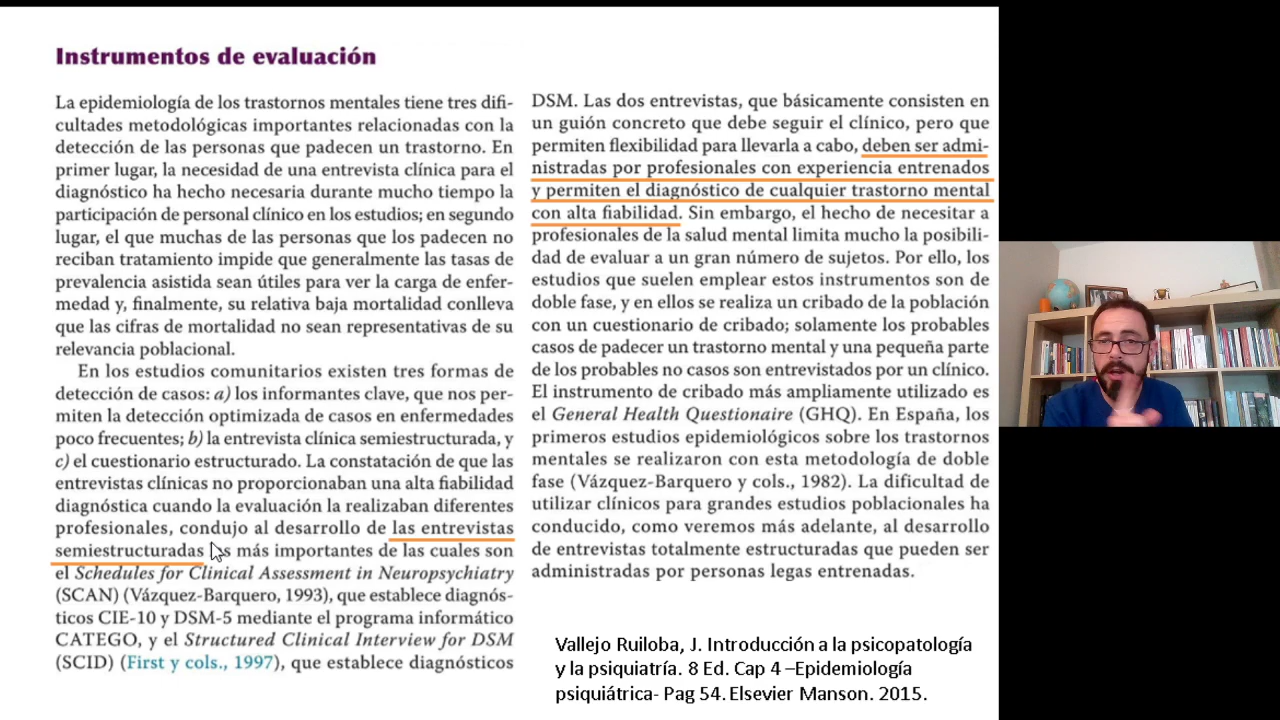 Instrumentos de evaluación
La epidemiología de los trastornos mentales tiene tres difi-
cultades metodológicas importantes relacionadas con la
detección de las personas que padecen un trastorno. En
primer lugar, la necesidad de una entrevista clínica para el
diagnóstico ha hecho necesaria durante mucho tiempo la
participación de personal clínico en los estudios; en segundo
lugar, el que muchas de las personas que los padecen no
reciban tratamiento impide que generalmente las tasas de
prevalencia asistida sean útiles para ver la carga de enfer-
medad y, finalmente, su relativa baja mortalidad conlleva
que las cifras de mortalidad no sean representativas de su
relevancia poblacional.
En los estudios comunitarios existen tres formas de
detección de casos: a) los informantes clave, que nos per-
miten la detección optimizada de casos en enfermedades
poco frecuentes; b) la entrevista clínica semiestructurada, y
c) el cuestionario estructurado. La constatación de que las
entrevistas clínicas no proporcionaban una alta fiabilidad
diagnóstica cuando la evaluación la realizaban diferentes
profesionales, condujo al desarrollo de las entrevistas
semiestructuradas más importantes de las cuales son
el Schedules for Clinical Assessment in Neuropsychiatry
(SCAN) (Vázquez-Barquero, 1993), que establece diagnós-
ticos CIE-10 y DSM-5 mediante el programa informático
CATEGO, y el Structured Clinical Interview for DSM
(SCID) (First y cols., 1997), que establece diagnósticos
DSM. Las dos entrevistas, que básicamente consisten en
un guión concreto que debe seguir el clínico, pero que
permiten flexibilidad para llevarla a cabo, deben ser admi-
nistradas por profesionales con experiencia entrenados
y permiten el diagnóstico de cualquier trastorno mental
con alta fiabilidad. Sin embargo, el hecho de necesitar a
profesionales de la salud mental limita mucho la posibili-
dad de evaluar a un gran número de sujetos. Por ello, los
estudios que suelen emplear estos instrumentos son de
doble fase, y en ellos se realiza un cribado de la población
con un cuestionario de cribado; solamente los probables
casos de padecer un trastorno mental y una pequeña parte
de los probables no casos son entrevistados por un clínico.
El instrumento de cribado más ampliamente utilizado es
el General Health Questionaire (GHQ). En España, los
primeros estudios epidemiológicos sobre los trastornos
mentales se realizaron con esta metodología de doble
fase (Vázquez-Barquero y cols., 1982). La dificultad de
utilizar clínicos para grandes estudios poblacionales ha
conducido, como veremos más adelante, al desarrollo
de entrevistas totalmente estructuradas que pueden ser
administradas por personas legas entrenadas.
Vallejo Ruiloba, J. Introducción a la psicopatología
y la psiquiatría. 8 Ed. Cap 4 –Epidemiología
psiquiátrica- Pag 54. Elsevier Manson. 2015.